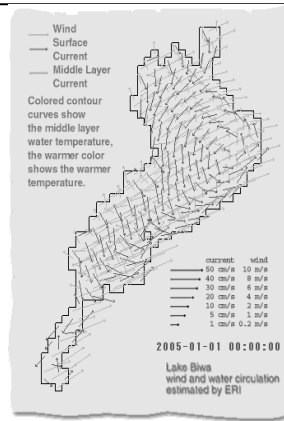 Wind
Surface
Current
Middle Layer
Current
Colored contour
curves show
the middle layer
water temperature,
the warmer color
shows the warmer
temperature.
current wind
50 cm/s 10 m/s
40 cm/s 8 m/s
30 cm/s 6 m/s
20 cm/s 4 m/s
10 cm/s 2 m/s
5 cm/s 1 m/s
1 cm/s 0.2 m/s
2005-01-01 00:00:00
Lake Biwa
wind and water circulation
estimated by ERI